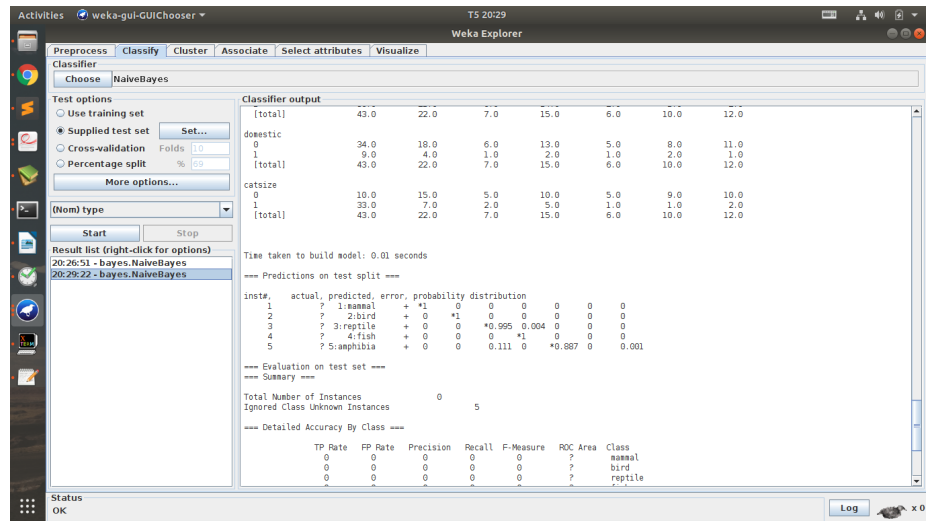 Activities weka-gui-GUIChooser T5 20:29
Weka Explorer
Preprocess Classify Cluster Associate Select attributes Visualize
Classifier
Choose NaiveBayes
Test options
Use training set
Supplied test set Set...
Cross-validation Folds 10
Percentage split % 69
More options...
(Nom) type
Start Stop
Result list (right-click for options)
20:26:51 - bayes.NaiveBayes
20:29:22 - bayes.NaiveBayes
Classifier output
[total] 43.0 22.0 7.0 15.0 6.0 10.0 12.0
domestic
0 34.0 18.0 6.0 13.0 5.0 8.0 11.0
1 9.0 4.0 1.0 2.0 1.0 2.0 1.0
[total] 43.0 22.0 7.0 15.0 6.0 10.0 12.0
catsize
0 10.0 15.0 5.0 10.0 5.0 9.0 10.0
1 33.0 7.0 2.0 5.0 1.0 1.0 2.0
[total] 43.0 22.0 7.0 15.0 6.0 10.0 12.0
Time taken to build model: 0.01 seconds
=== Predictions on test split ===
inst#, actual, predicted, error, probability distribution
1 ? 1:mammal + *1 0 0 0 0 0 0
2 ? 2:bird + 0 *1 0 0 0 0 0
3 ? 3:reptile + 0 0 *0.995 0.004 0 0 0
4 ? 4:fish + 0 0 0 *1 0 0 0
5 ? 5:amphibia + 0 0 0.111 0 *0.887 0 0.001
=== Evaluation on test set ===
=== Summary ===
Total Number of Instances 0
Ignored Class Unknown Instances 5
=== Detailed Accuracy By Class ===
TP Rate FP Rate Precision Recall F-Measure ROC Area Class
0 0 0 0 0 ? mammal
0 0 0 0 0 ? bird
0 0 0 0 0 ? reptile
Status
OK
Log x 0